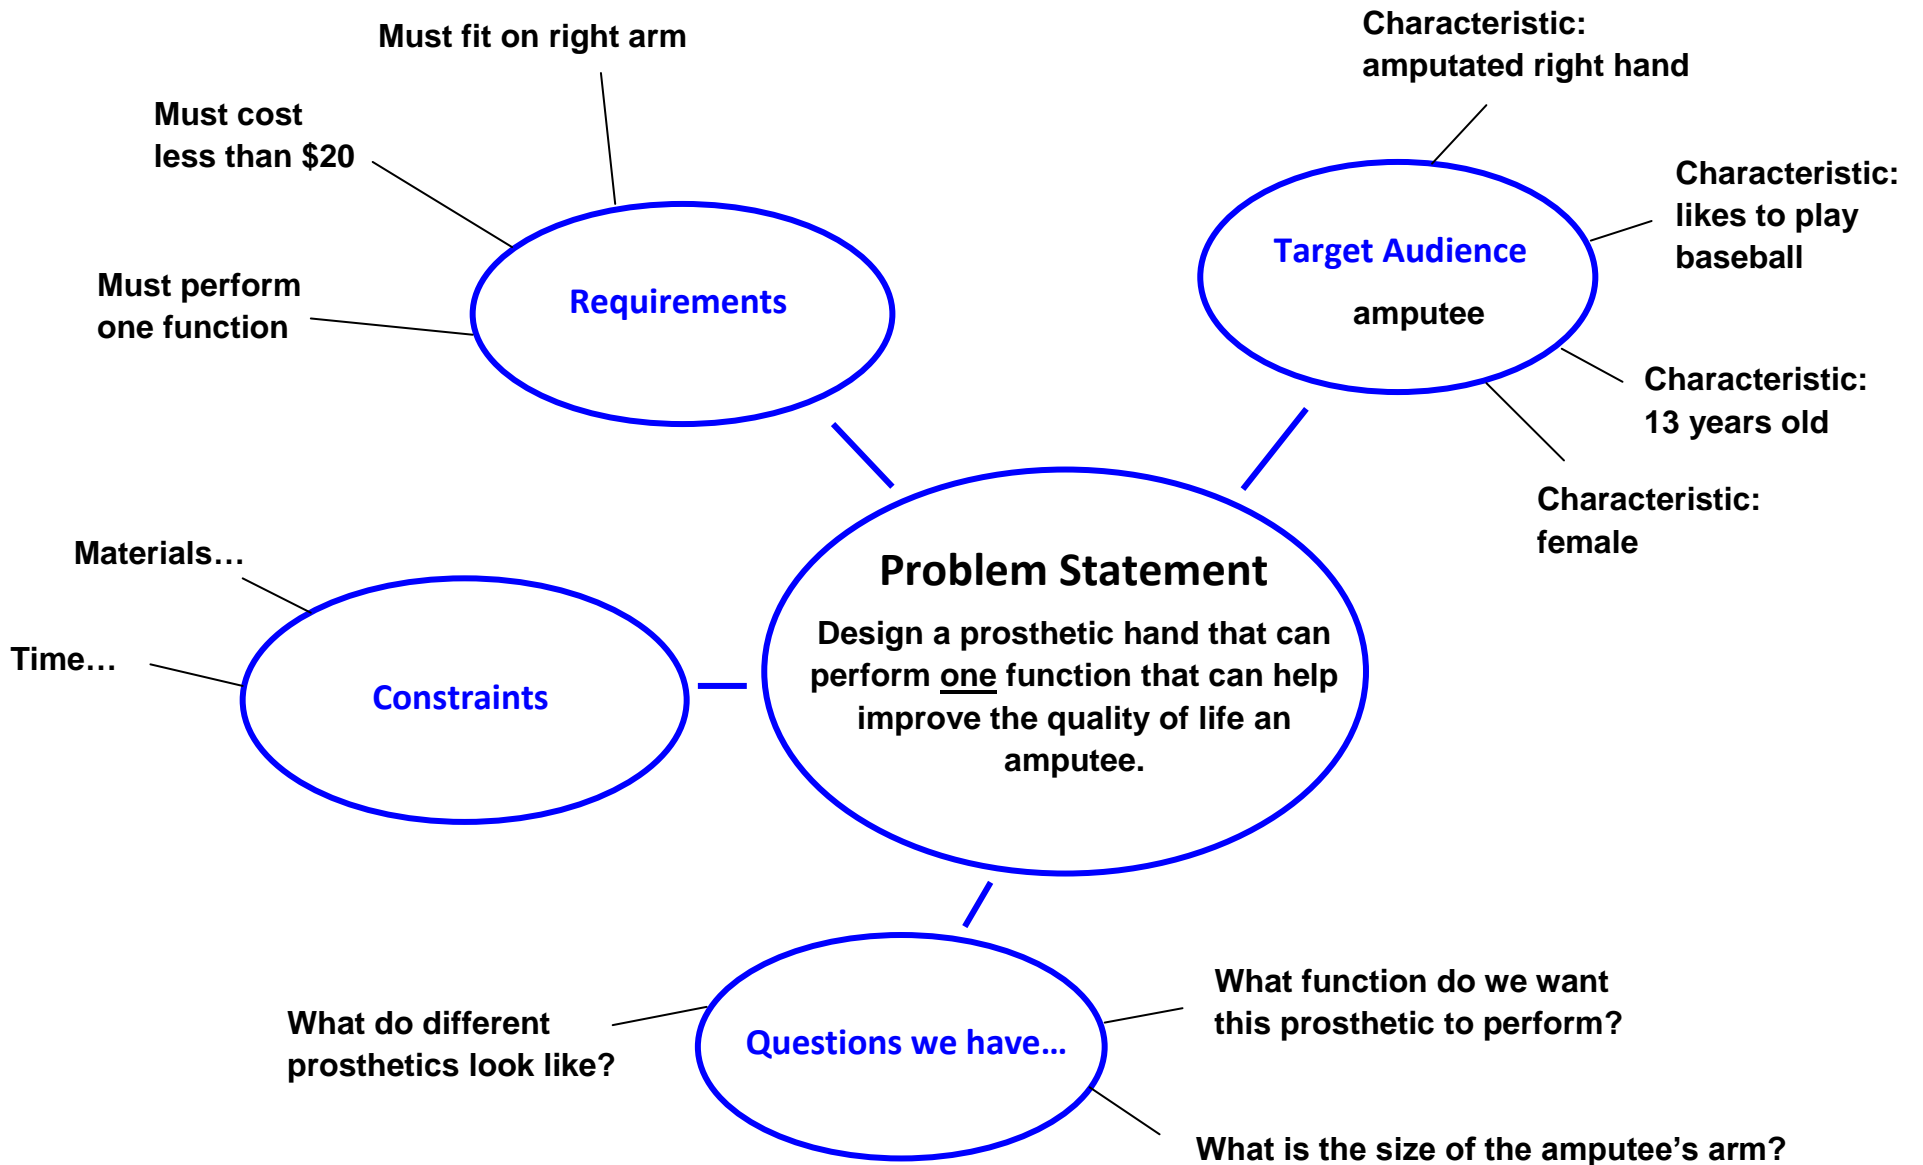 Must fit on right arm
Must cost
less than $20
Must perform
one function
Requirements
Characteristic:
amputated right hand
Characteristic:
likes to play
baseball
Target Audience
amputee
Characteristic:
13 years old
Characteristic:
female
Materials…
Time…
Constraints
Problem Statement
Design a prosthetic hand that can
perform one function that can help
improve the quality of life an
amputee.
What do different
prosthetics look like?
Questions we have…
What function do we want
this prosthetic to perform?
What is the size of the amputee’s arm?